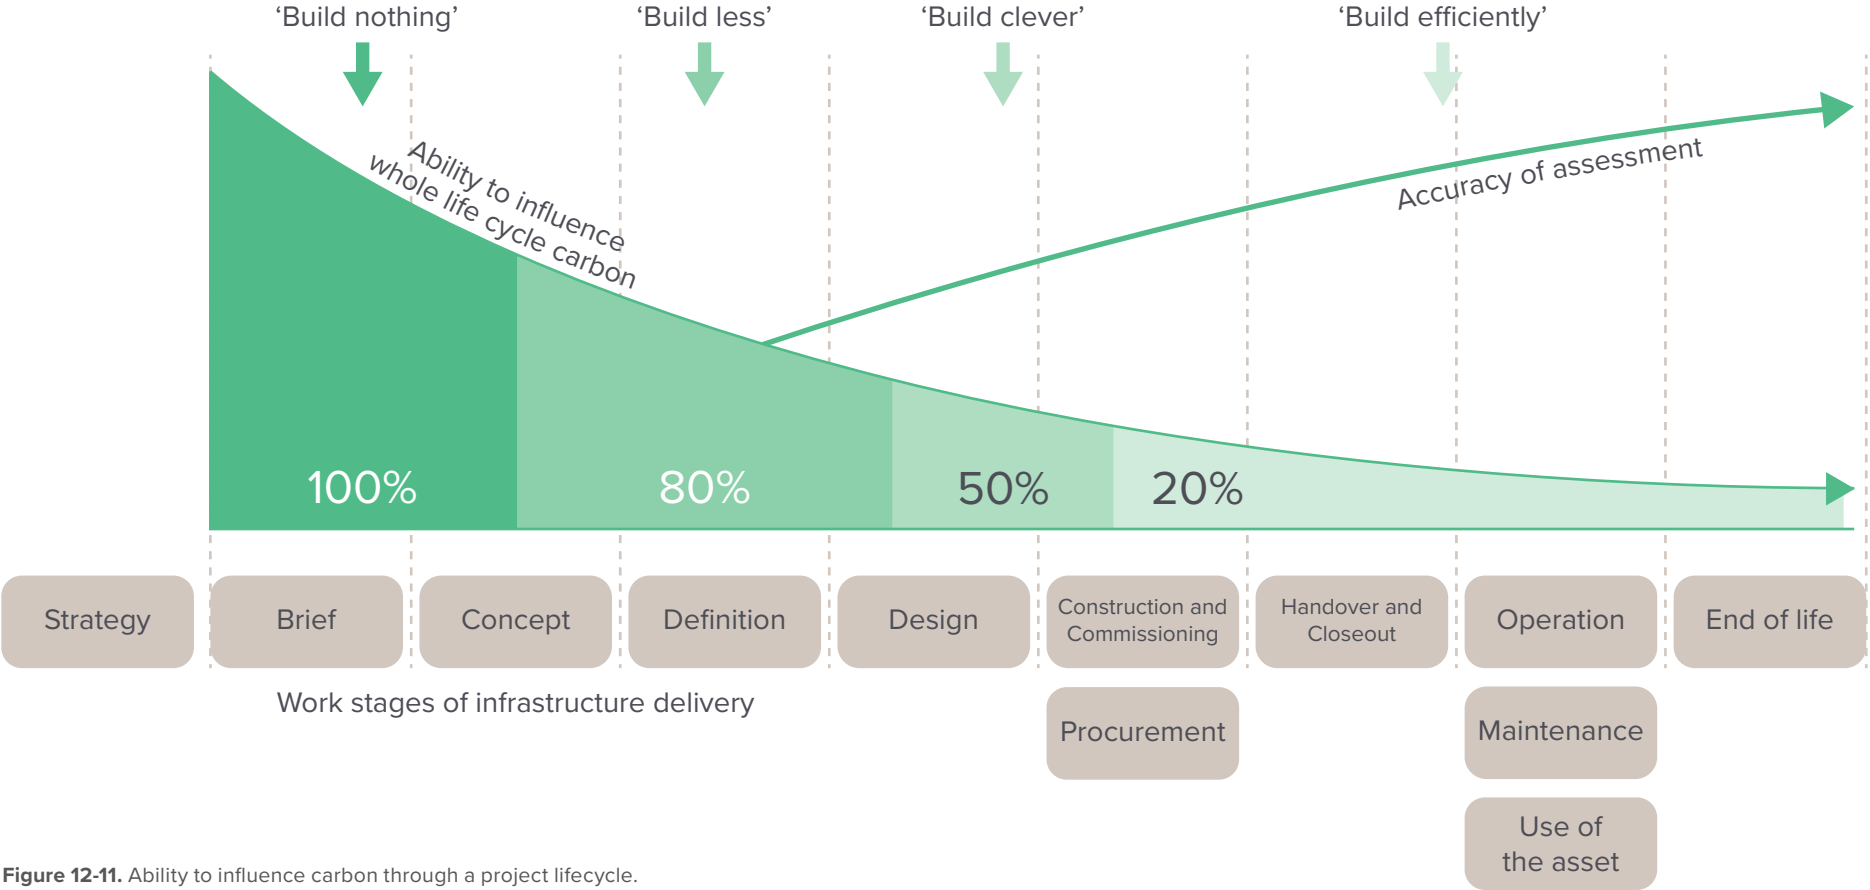 ‘Build nothing’
‘Build less’
‘Build clever’
‘Build efficiently’
Ability to influence
whole life cycle carbon
Accuracy of assessment
100%
80%
50%
20%
Strategy
Brief
Concept
Definition
Design
Construction and
Commissioning
Handover and
Closeout
Operation
End of life
Work stages of infrastructure delivery
Procurement
Maintenance
Use of
the asset
Figure 12-11. Ability to influence carbon through a project lifecycle.